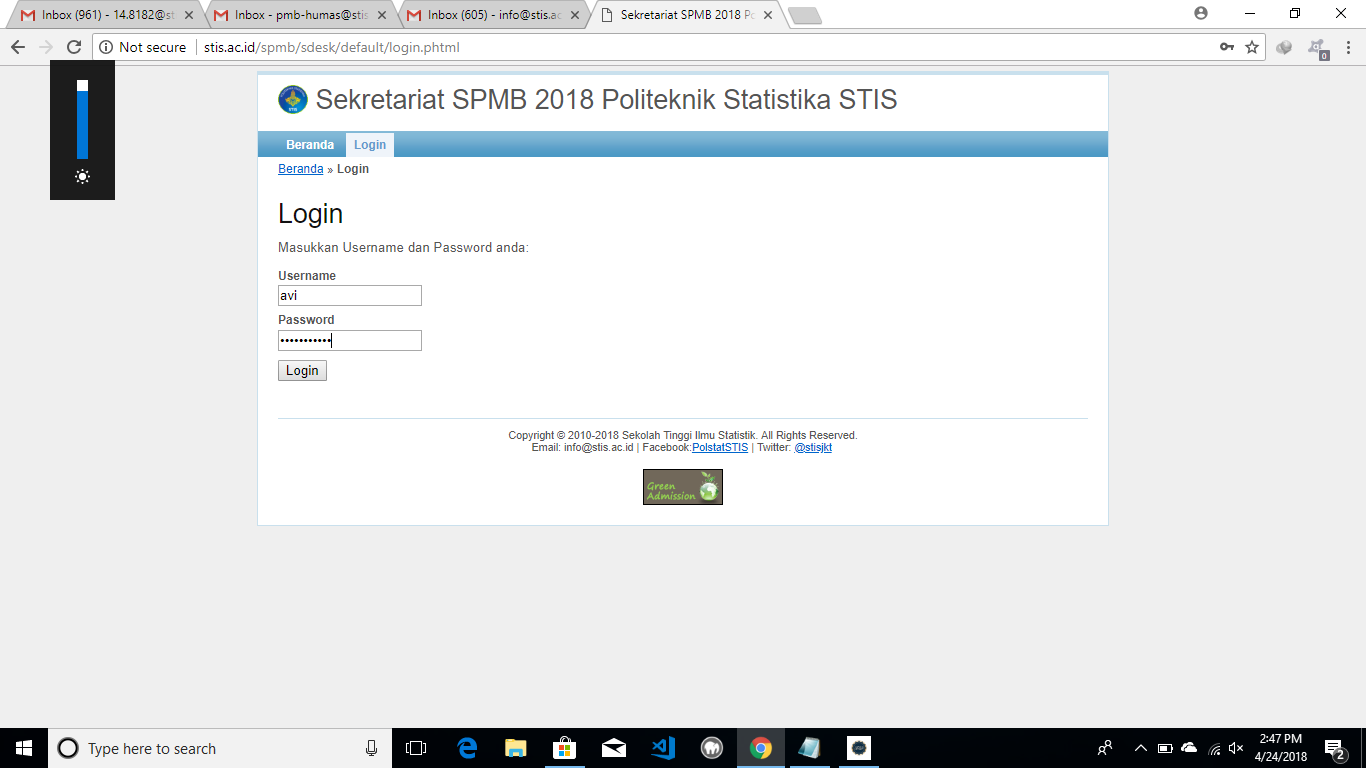 Inbox (961) - 14.8182@st
Inbox - pmb-humas@stis
Inbox (605) - info@stis.ac
Sekretariat SPMB 2018 Po
Not secure
stis.ac.id/spmb/sdesk/default/login.phtml
0
Sekretariat SPMB 2018 Politeknik Statistika STIS
Beranda Login
Beranda » Login
Login
Masukkan Username dan Password anda:
Username
avi
Password
•••••••••••
Login
Copyright © 2010-2018 Sekolah Tinggi Ilmu Statistik. All Rights Reserved.
Email: info@stis.ac.id | Facebook:PolstatSTIS | Twitter: @stisjkt
Green
Admission
Type here to search
2:47 PM
4/24/2018
2